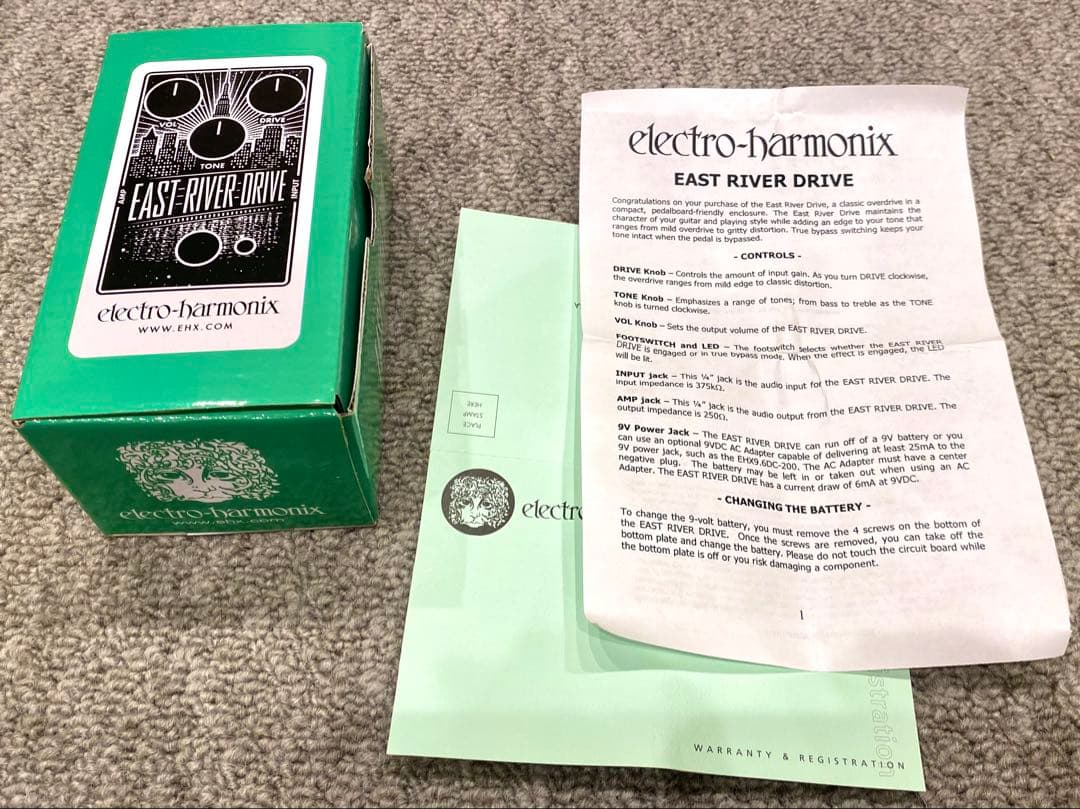 VOL
DRIVE
TONE
AMP
INPUT
EAST RIVER DRIVE
electro-harmonix
WWW.EHX.COM
electro-harmonix
www.ehx.com
electro-harmonix
EAST RIVER DRIVE
Congratulations on your purchase of the East River Drive, a classic overdrive in a
compact, pedalboard-friendly enclosure. The East River Drive maintains the
character of your guitar and playing style while adding an edge to your tone that
ranges from mild overdrive to gritty distortion. True bypass switching keeps your
tone intact when the pedal is bypassed.
- CONTROLS -
DRIVE Knob – Controls the amount of input gain. As you turn DRIVE clockwise,
the overdrive ranges from mild edge to classic distortion.
TONE Knob – Emphasizes a range of tones; from bass to treble as the TONE
knob is turned clockwise.
VOL Knob – Sets the output volume of the EAST RIVER DRIVE.
FOOTSWITCH and LED – The footswitch selects whether the EAST RIVER
DRIVE is engaged or in true bypass mode. When the effect is engaged, the LED
will be lit.
INPUT jack – This ¼" jack is the audio input for the EAST RIVER DRIVE. The
input impedance is 375kΩ.
AMP jack – This ¼" jack is the audio output from the EAST RIVER DRIVE. The
output impedance is 250Ω.
9V Power Jack – The EAST RIVER DRIVE can run off of a 9V battery or you
can use an optional 9VDC AC Adapter capable of delivering at least 25mA to the
9V power jack, such as the EHX9.6DC-200. The AC Adapter must have a center
negative plug. The battery may be left in or taken out when using an AC
Adapter. The EAST RIVER DRIVE has a current draw of 6mA at 9VDC.
- CHANGING THE BATTERY -
To change the 9-volt battery, you must remove the 4 screws on the bottom of
the EAST RIVER DRIVE. Once the screws are removed, you can take off the
bottom plate and change the battery. Please do not touch the circuit board while
the bottom plate is off or you risk damaging a component.
1
PLACE
STAMP
HERE
electro
stration
WARRANTY & REGISTRATION